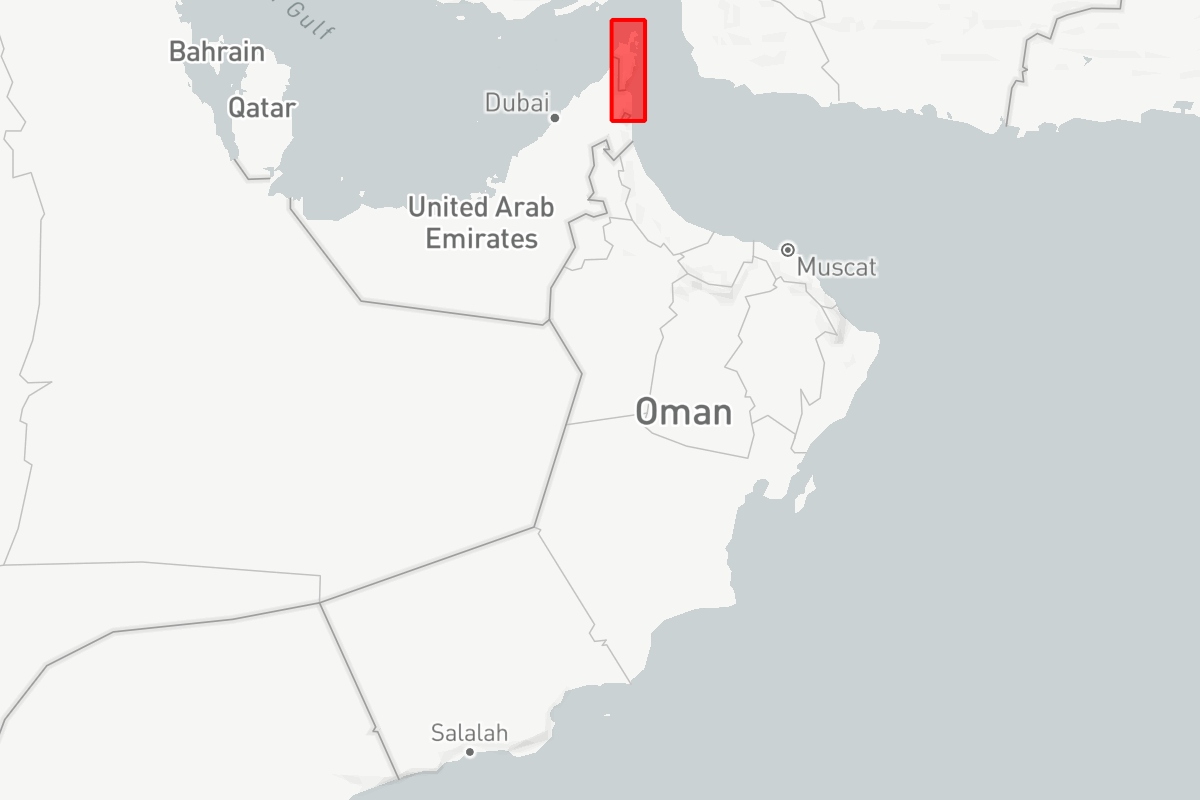 Gulf
Bahrain
Qatar
Dubai
United Arab
Emirates
Muscat
Oman
Salalah